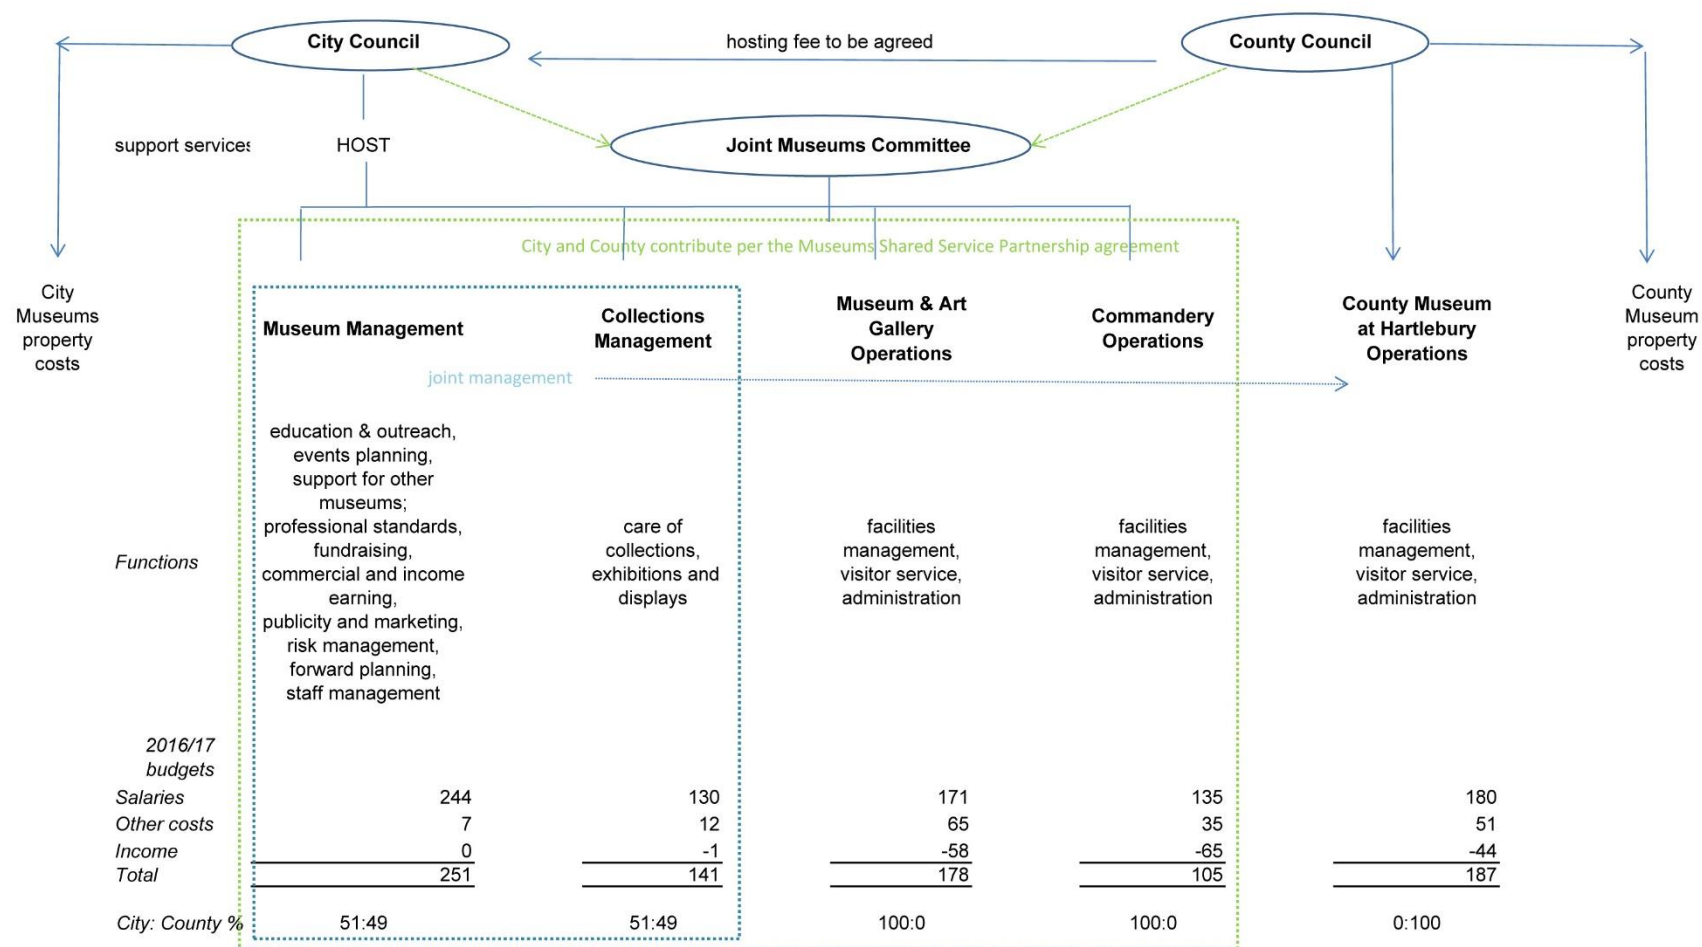 City Council
hosting fee to be agreed
County Council
support services
HOST
Joint Museums Committee
City and County contribute per the Museums Shared Service Partnership agreement
City
Museums
property
costs
Museum Management
Collections
Management
Museum & Art
Gallery
Operations
Commandery
Operations
County Museum
at Hartlebury
Operations
County
Museum
property
costs
joint management
Functions
education & outreach,
events planning,
support for other
museums;
professional standards,
fundraising,
commercial and income
earning,
publicity and marketing,
risk management,
forward planning,
staff management
care of
collections,
exhibitions and
displays
facilities
management,
visitor service,
administration
facilities
management,
visitor service,
administration
facilities
management,
visitor service,
administration
2016/17
budgets
Salaries 244 130 171 135 180
Other costs 7 12 65 35 51
Income 0 -1 -58 -65 -44
Total 251 141 178 105 187
City: County % 51:49 51:49 100:0 100:0 0:100